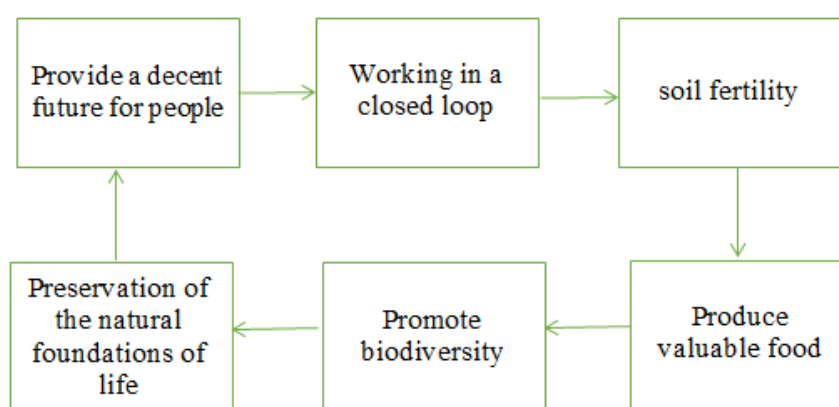 Provide a decent
future for people
Working in a
closed loop
soil fertility
Produce
valuable food
Promote
biodiversity
Preservation of
the natural
foundations of
life